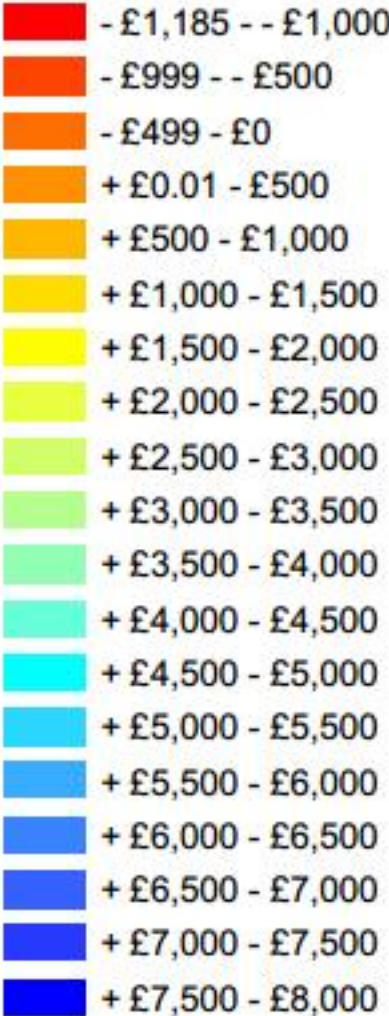 - £1,185 - - £1,000
- £999 - - £500
- £499 - £0
+ £0.01 - £500
+ £500 - £1,000
+ £1,000 - £1,500
+ £1,500 - £2,000
+ £2,000 - £2,500
+ £2,500 - £3,000
+ £3,000 - £3,500
+ £3,500 - £4,000
+ £4,000 - £4,500
+ £4,500 - £5,000
+ £5,000 - £5,500
+ £5,500 - £6,000
+ £6,000 - £6,500
+ £6,500 - £7,000
+ £7,000 - £7,500
+ £7,500 - £8,000